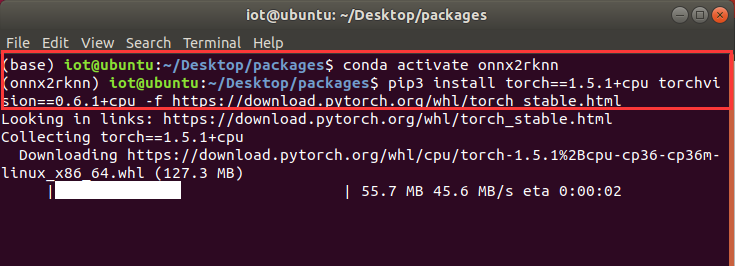 iot@ubuntu: ~/Desktop/packages
File Edit View Search Terminal Help
(base) iot@ubuntu:~/Desktop/packages$ conda activate onnx2rknn
(onnx2rknn) iot@ubuntu:~/Desktop/packages$ pip3 install torch==1.5.1+cpu torchvi
sion==0.6.1+cpu -f https://download.pytorch.org/whl/torch_stable.html
Looking in links: https://download.pytorch.org/whl/torch_stable.html
Collecting torch==1.5.1+cpu
  Downloading https://download.pytorch.org/whl/cpu/torch-1.5.1%2Bcpu-cp36-cp36m-
linux_x86_64.whl (127.3 MB)
     |                | 55.7 MB 45.6 MB/s eta 0:00:02